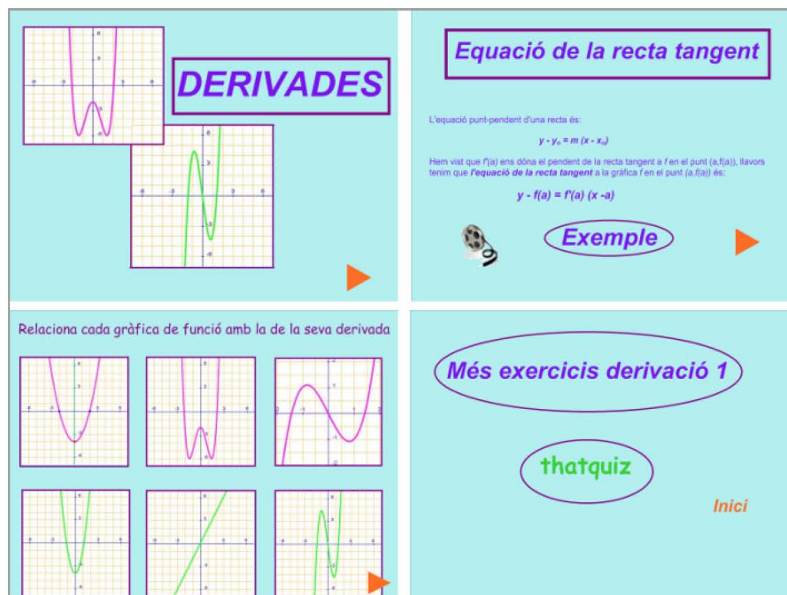 DERIVADES
Equació de la recta tangent
L'equació punt-pendent d'una recta és:
y - y₀ = m (x - x₀)
Hem vist que f'(a) ens dóna el pendent de la recta tangent a f en el punt (a,f(a)), llavors
tenim que l'equació de la recta tangent a la gràfica f en el punt (a,f(a)) és:
y - f(a) = f'(a) (x -a)
Exemple
Relaciona cada gràfica de funció amb la de la seva derivada
Més exercicis derivació 1
thatquiz
Inici